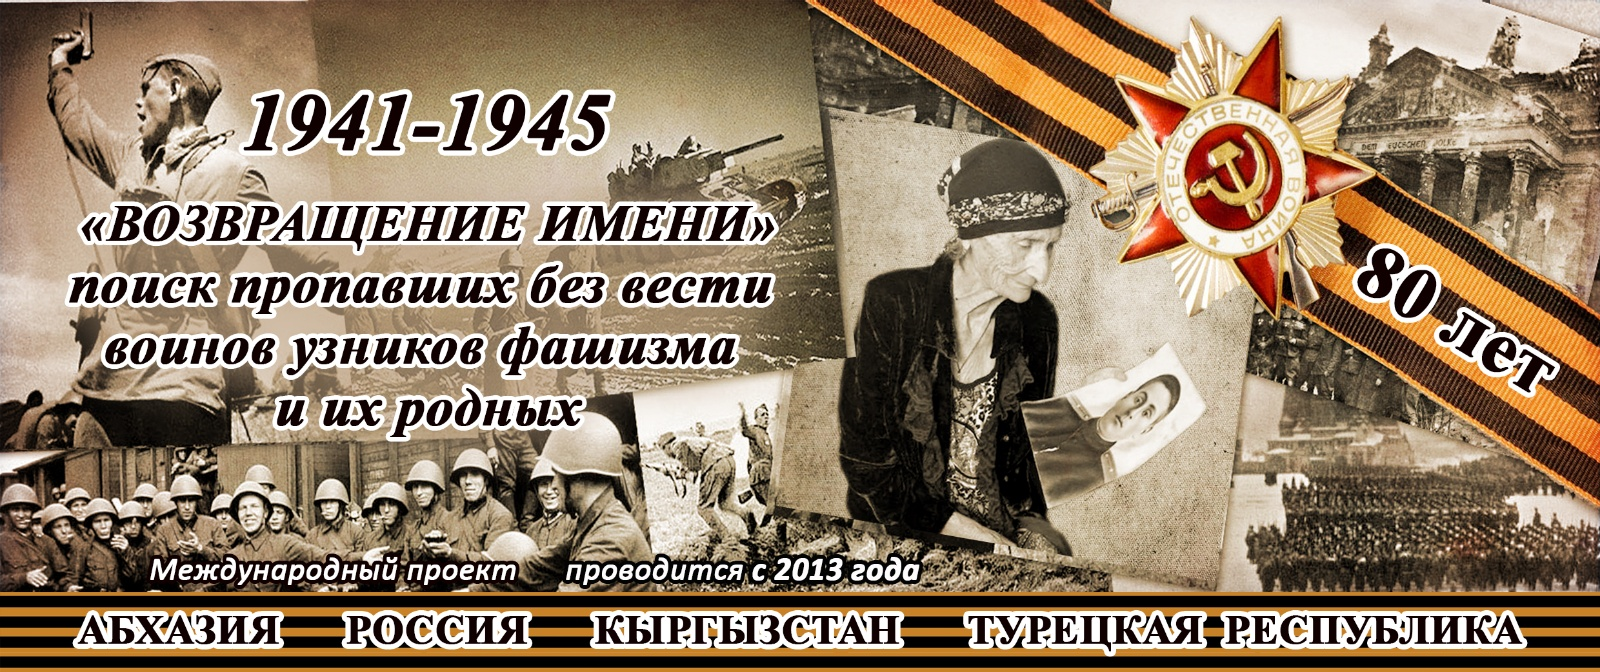 1941-1945
«ВОЗВРАЩЕНИЕ ИМЕНИ»
поиск пропавших без вести
воинов узников фашизма
и их родных
ОТЕЧЕСТВЕННАЯ ВОЙНА
80 лет
Международный проект проводится с 2013 года
АБХАЗИЯ РОССИЯ КЫРГЫЗСТАН ТУРЕЦКАЯ РЕСПУБЛИКА